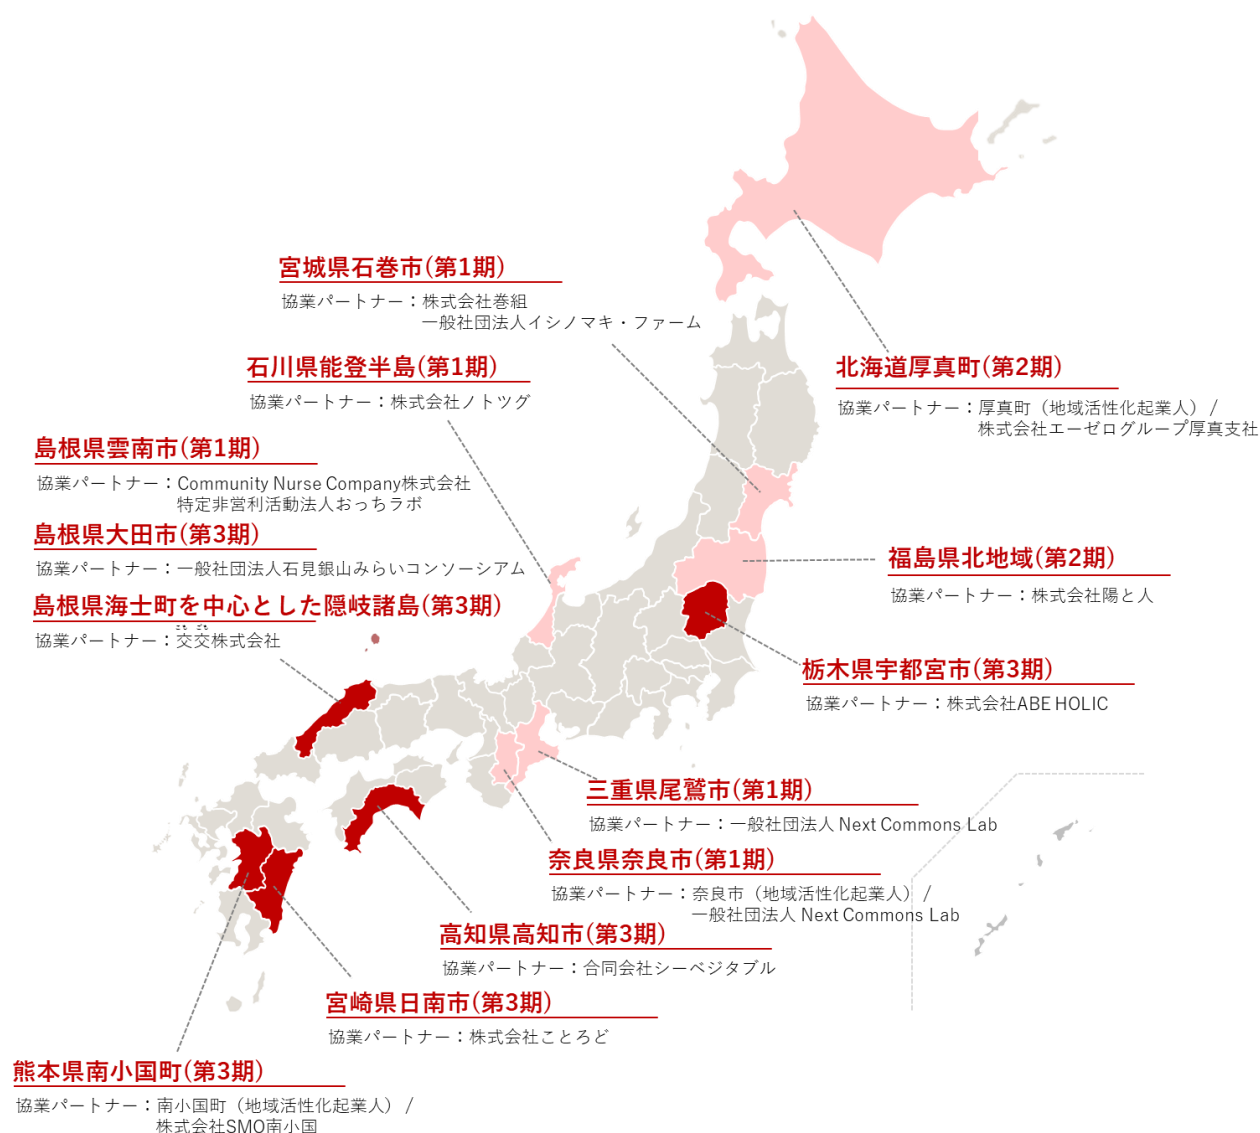 宮城県石巻市(第1期)
協業パートナー：株式会社巻組
一般社団法人イシノマキ・ファーム
石川県能登半島(第1期)
協業パートナー：株式会社ノトツグ
北海道厚真町(第2期)
協業パートナー：厚真町（地域活性化起業人）/
株式会社エーゼログループ厚真支社
島根県雲南市(第1期)
協業パートナー：Community Nurse Company株式会社
特定非営利活動法人おっちラボ
島根県大田市(第3期)
協業パートナー：一般社団法人石見銀山みらいコンソーシアム
島根県海士町を中心とした隠岐諸島(第3期)
協業パートナー：交交株式会社
福島県北地域(第2期)
協業パートナー：株式会社陽と人
栃木県宇都宮市(第3期)
協業パートナー：株式会社ABE HOLIC
三重県尾鷲市(第1期)
協業パートナー：一般社団法人 Next Commons Lab
奈良県奈良市(第1期)
協業パートナー：奈良市（地域活性化起業人）/
一般社団法人 Next Commons Lab
高知県高知市(第3期)
協業パートナー：合同会社シーベジタブル
宮崎県日南市(第3期)
協業パートナー：株式会社ことろど
熊本県南小国町(第3期)
協業パートナー：南小国町（地域活性化起業人）/
株式会社SMO南小国